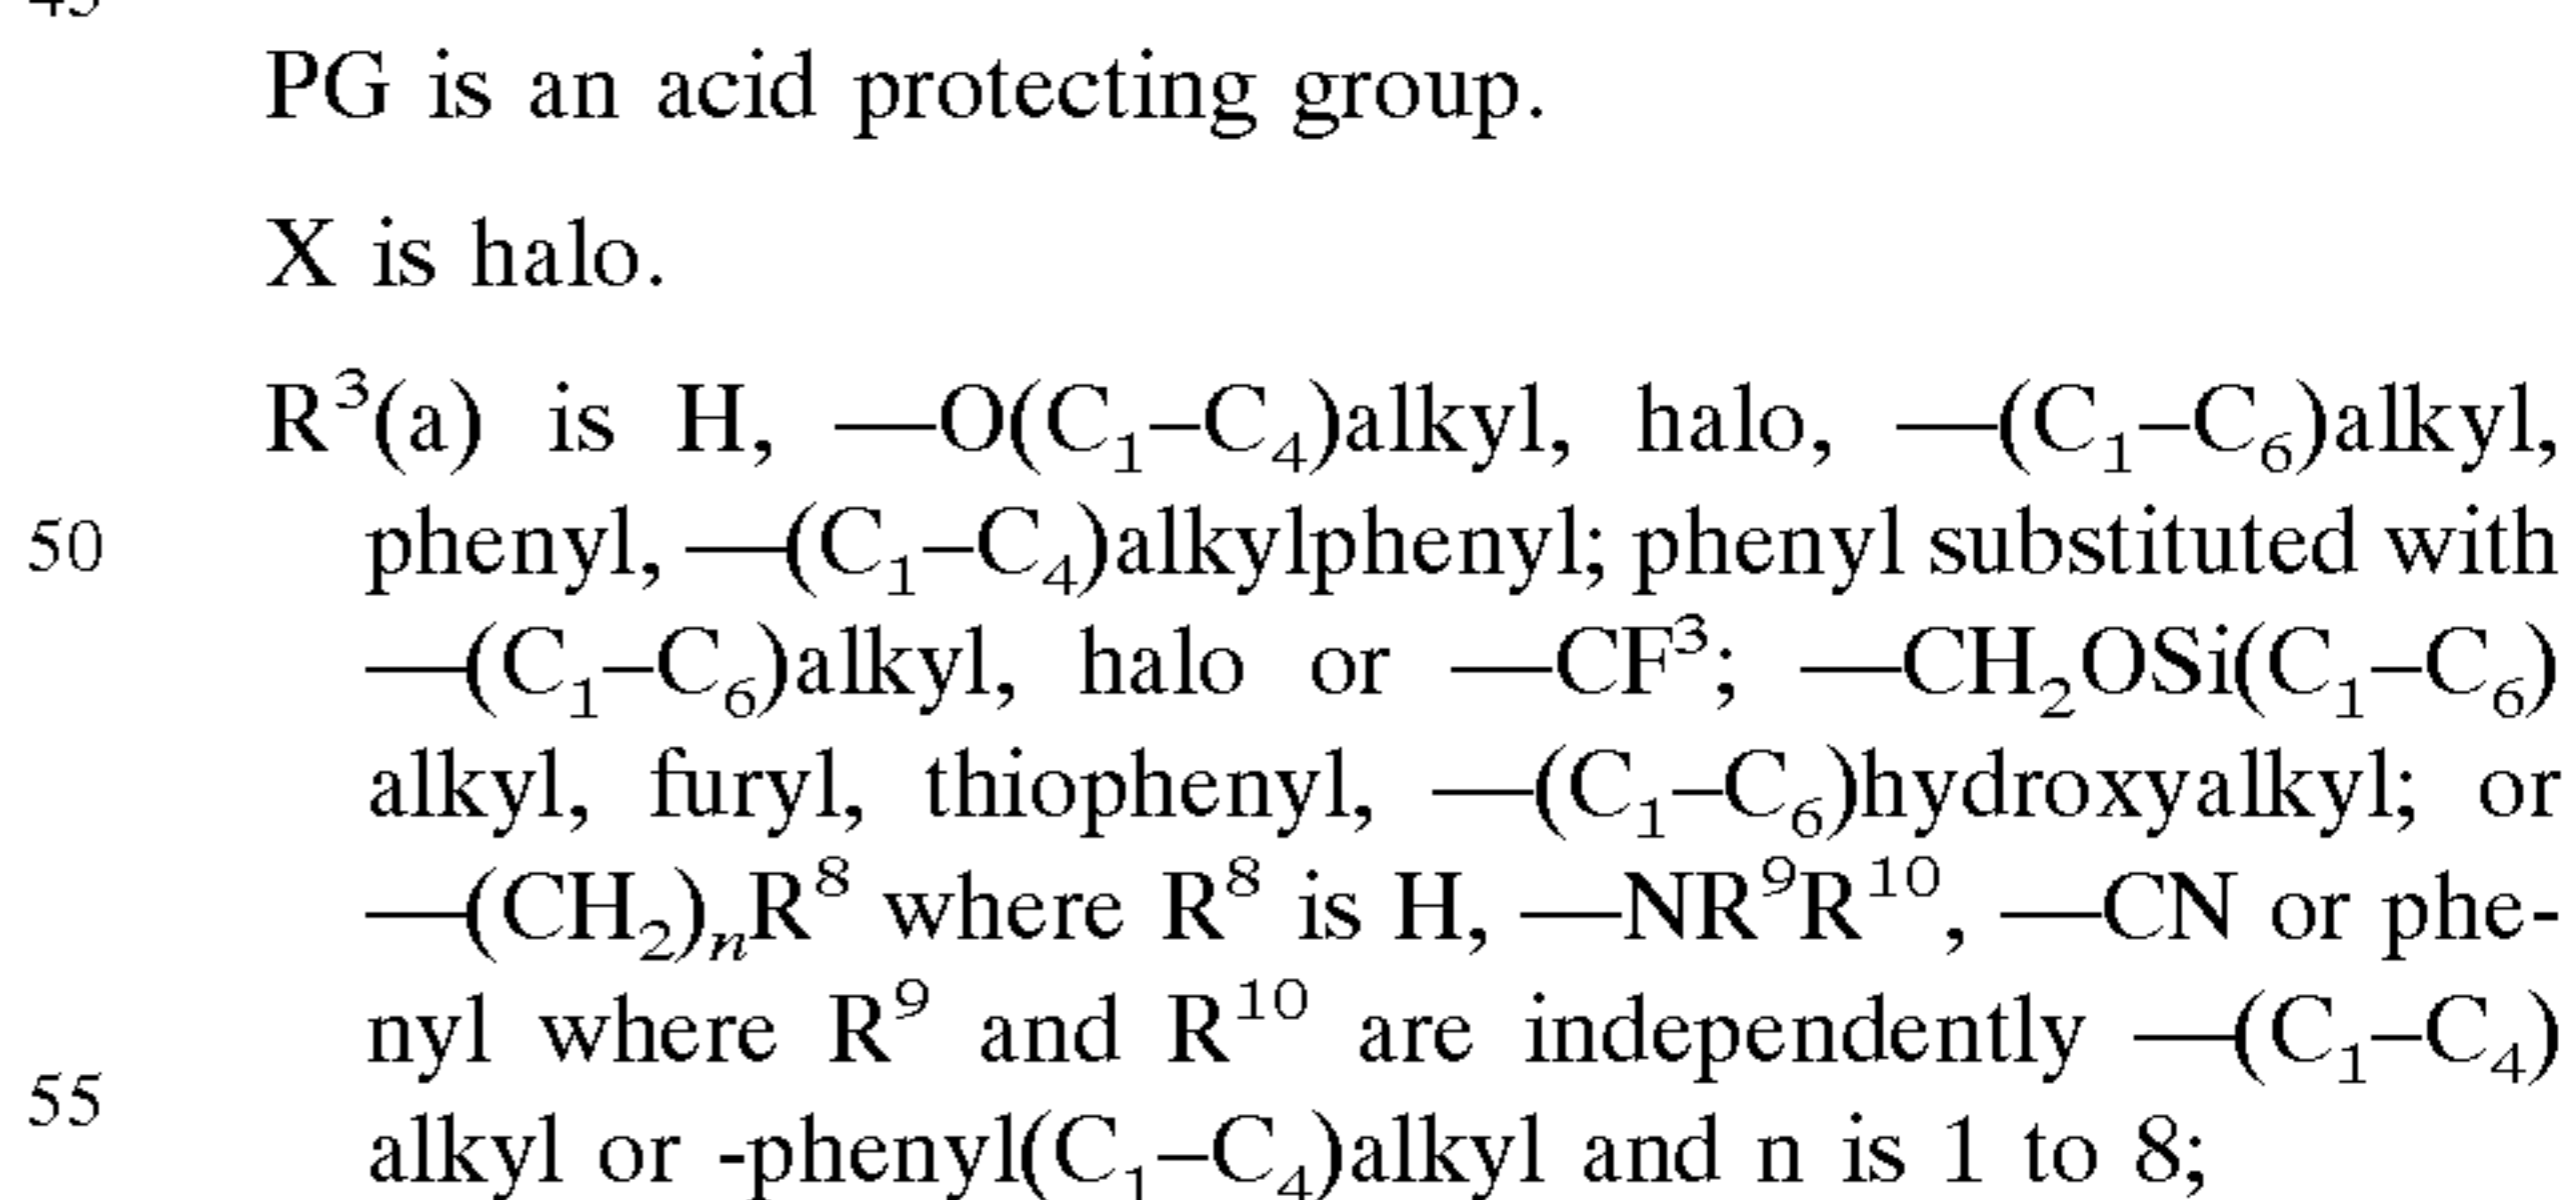 45
PG is an acid protecting group.
X is halo.
R³(a) is H, —O(C₁–C₄)alkyl, halo, —(C₁–C₆)alkyl,
50 phenyl, —(C₁–C₄)alkylphenyl; phenyl substituted with
—(C₁–C₆)alkyl, halo or —CF³; —CH₂OSi(C₁–C₆)
alkyl, furyl, thiophenyl, —(C₁–C₆)hydroxyalkyl; or
—(CH₂)ₙR⁸ where R⁸ is H, —NR⁹R¹⁰, —CN or phe-
nyl where R⁹ and R¹⁰ are independently —(C₁–C₄)
55 alkyl or -phenyl(C₁–C₄)alkyl and n is 1 to 8;